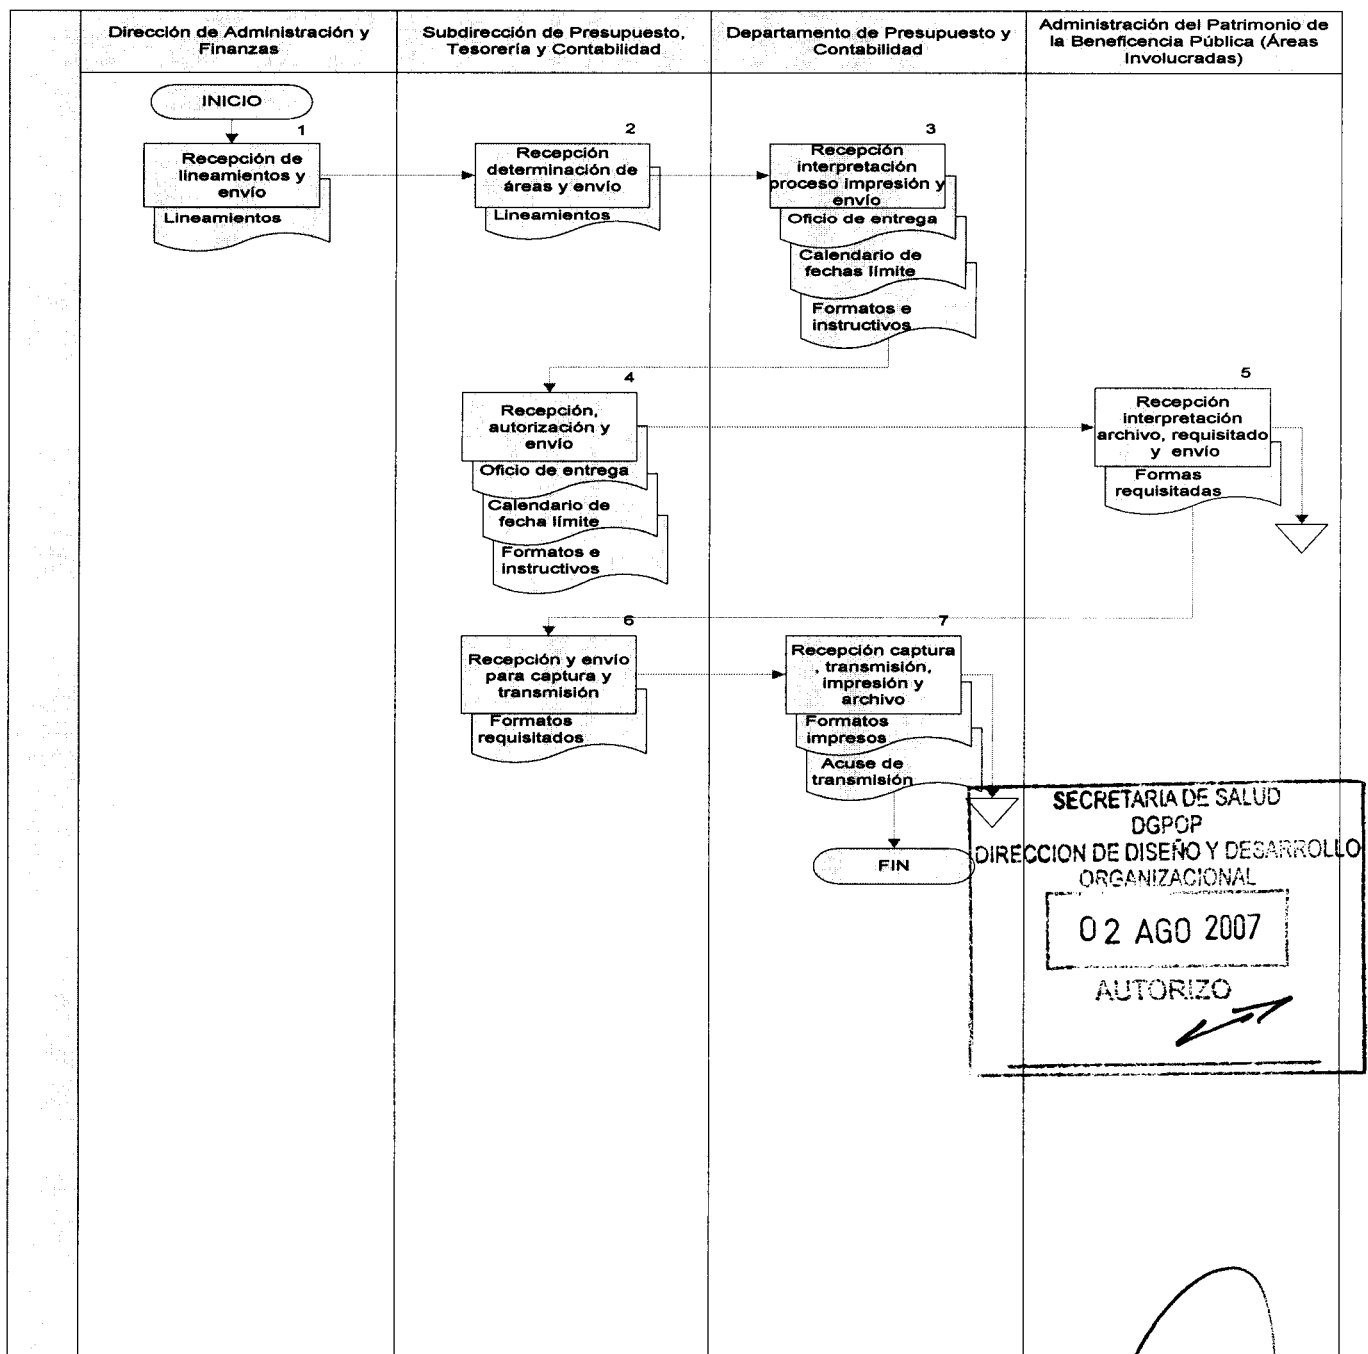 Dirección de Administración y
Finanzas
Subdirección de Presupuesto,
Tesorería y Contabilidad
Departamento de Presupuesto y
Contabilidad
Administración del Patrimonio de
la Beneficencia Pública (Áreas
Involucradas)
INICIO
1
Recepción de
lineamientos y
envío
Lineamientos
2
Recepción
determinación de
áreas y envío
Lineamientos
3
Recepción
interpretación
proceso impresión y
envío
Oficio de entrega
Calendario de
fechas límite
Formatos e
instructivos
4
Recepción,
autorización y
envío
Oficio de entrega
Calendario de
fecha límite
Formatos e
instructivos
5
Recepción
interpretación
archivo, requisitado
y envío
Formas
requisitadas
6
Recepción y envío
para captura y
transmisión
Formatos
requisitados
7
Recepción captura
, transmisión,
impresión y
archivo
Formatos
impresos
Acuse de
transmisión
FIN
SECRETARIA DE SALUD
DGPOP
DIRECCION DE DISEÑO Y DESARROLLO
ORGANIZACIONAL
02 AGO 2007
AUTORIZO